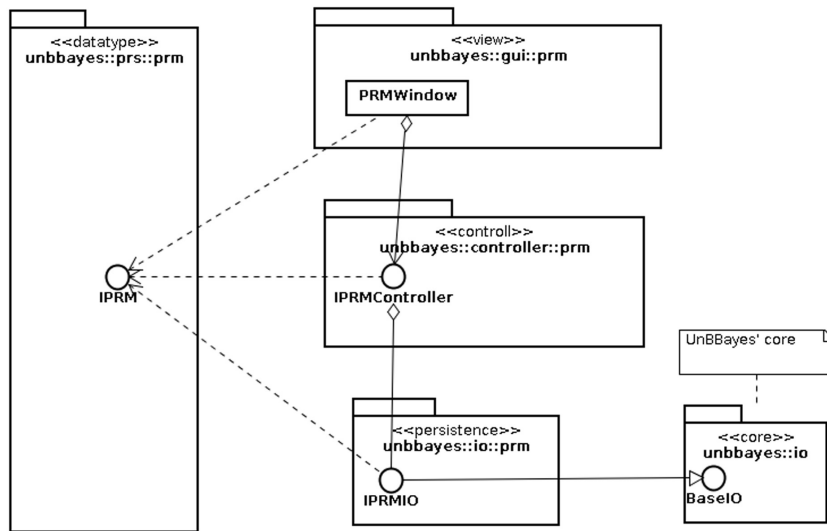 <<datatype>>
unbbayes::prs::prm
<<view>>
unbbayes::gui::prm
PRMWindow
<<controll>>
unbbayes::controller::prm
IPRM
IPRMController
UnBBayes' core
<<persistence>>
unbbayes::io::prm
<<core>>
unbbayes::io
IPRMIO
BaseIO